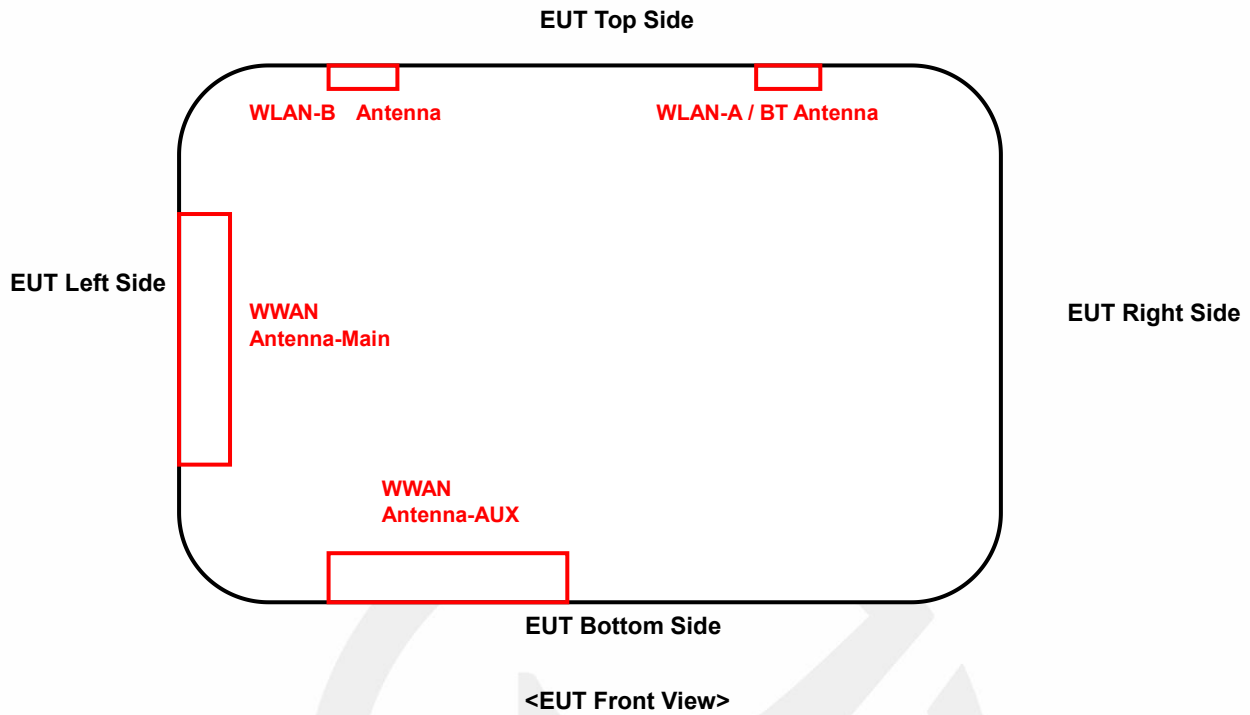 EUT Top Side
WLAN-B Antenna
WLAN-A / BT Antenna
EUT Left Side
WWAN
Antenna-Main
EUT Right Side
WWAN
Antenna-AUX
EUT Bottom Side
<EUT Front View>